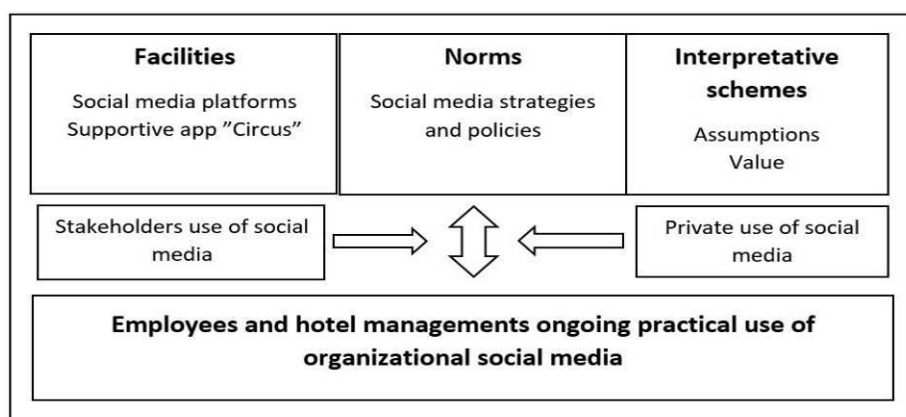 Facilities
Social media platforms
Supportive app ”Circus”
Norms
Social media strategies
and policies
Interpretative
schemes
Assumptions
Value
Stakeholders use of social
media
Private use of social
media
Employees and hotel managements ongoing practical use of
organizational social media